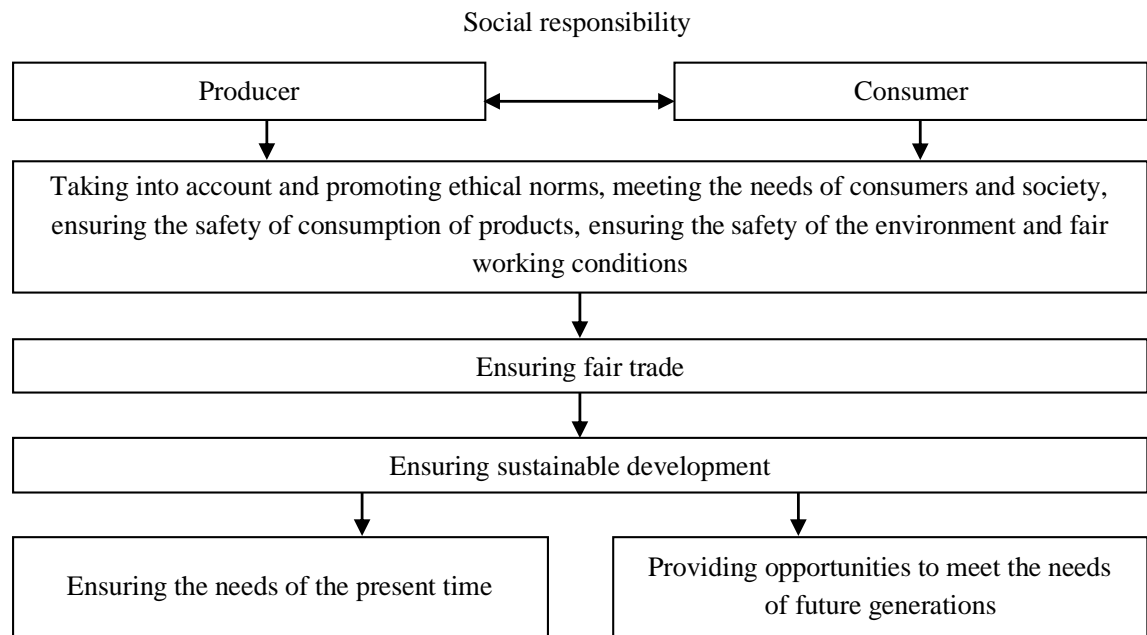 Social responsibility
Producer
Consumer
Taking into account and promoting ethical norms, meeting the needs of consumers and society,
ensuring the safety of consumption of products, ensuring the safety of the environment and fair
working conditions
Ensuring fair trade
Ensuring sustainable development
Ensuring the needs of the present time
Providing opportunities to meet the needs
of future generations